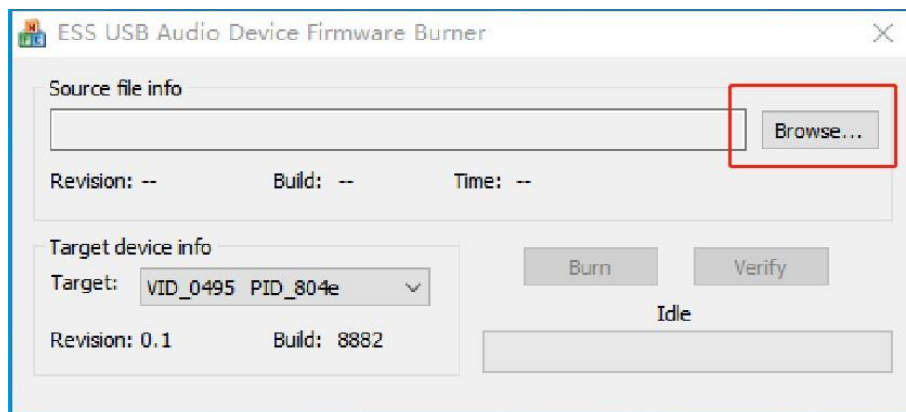 ESS USB Audio Device Firmware Burner
Source file info
Browse...
Revision: -- Build: -- Time: --
Target device info
Target: VID_0495 PID_804e
Burn Verify
Idle
Revision: 0.1 Build: 8882